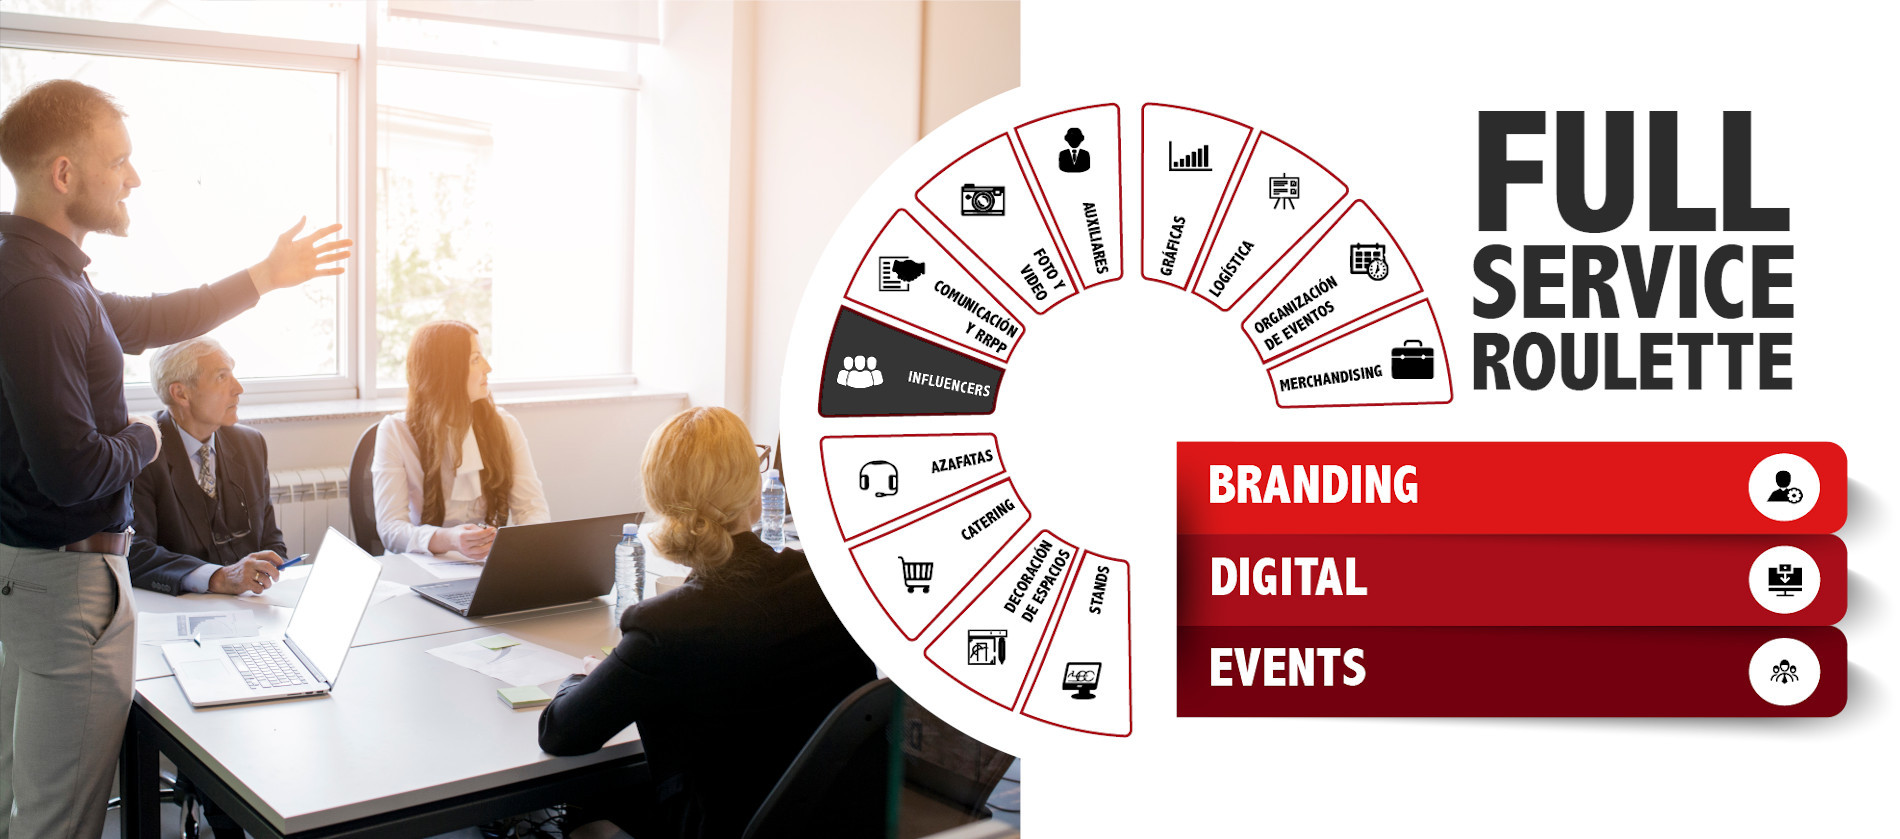 FULL
SERVICE
ROULETTE
GRÁFICAS
LOGÍSTICA
ORGANIZACIÓN
DE EVENTOS
MERCHANDISING
AUXILIARES
FOTO Y
VIDEO
COMUNICACIÓN
Y RRPP
INFLUENCERS
AZAFATAS
CATERING
DECORACIÓN
DE ESPACIOS
STANDS
ABC
BRANDING
DIGITAL
EVENTS